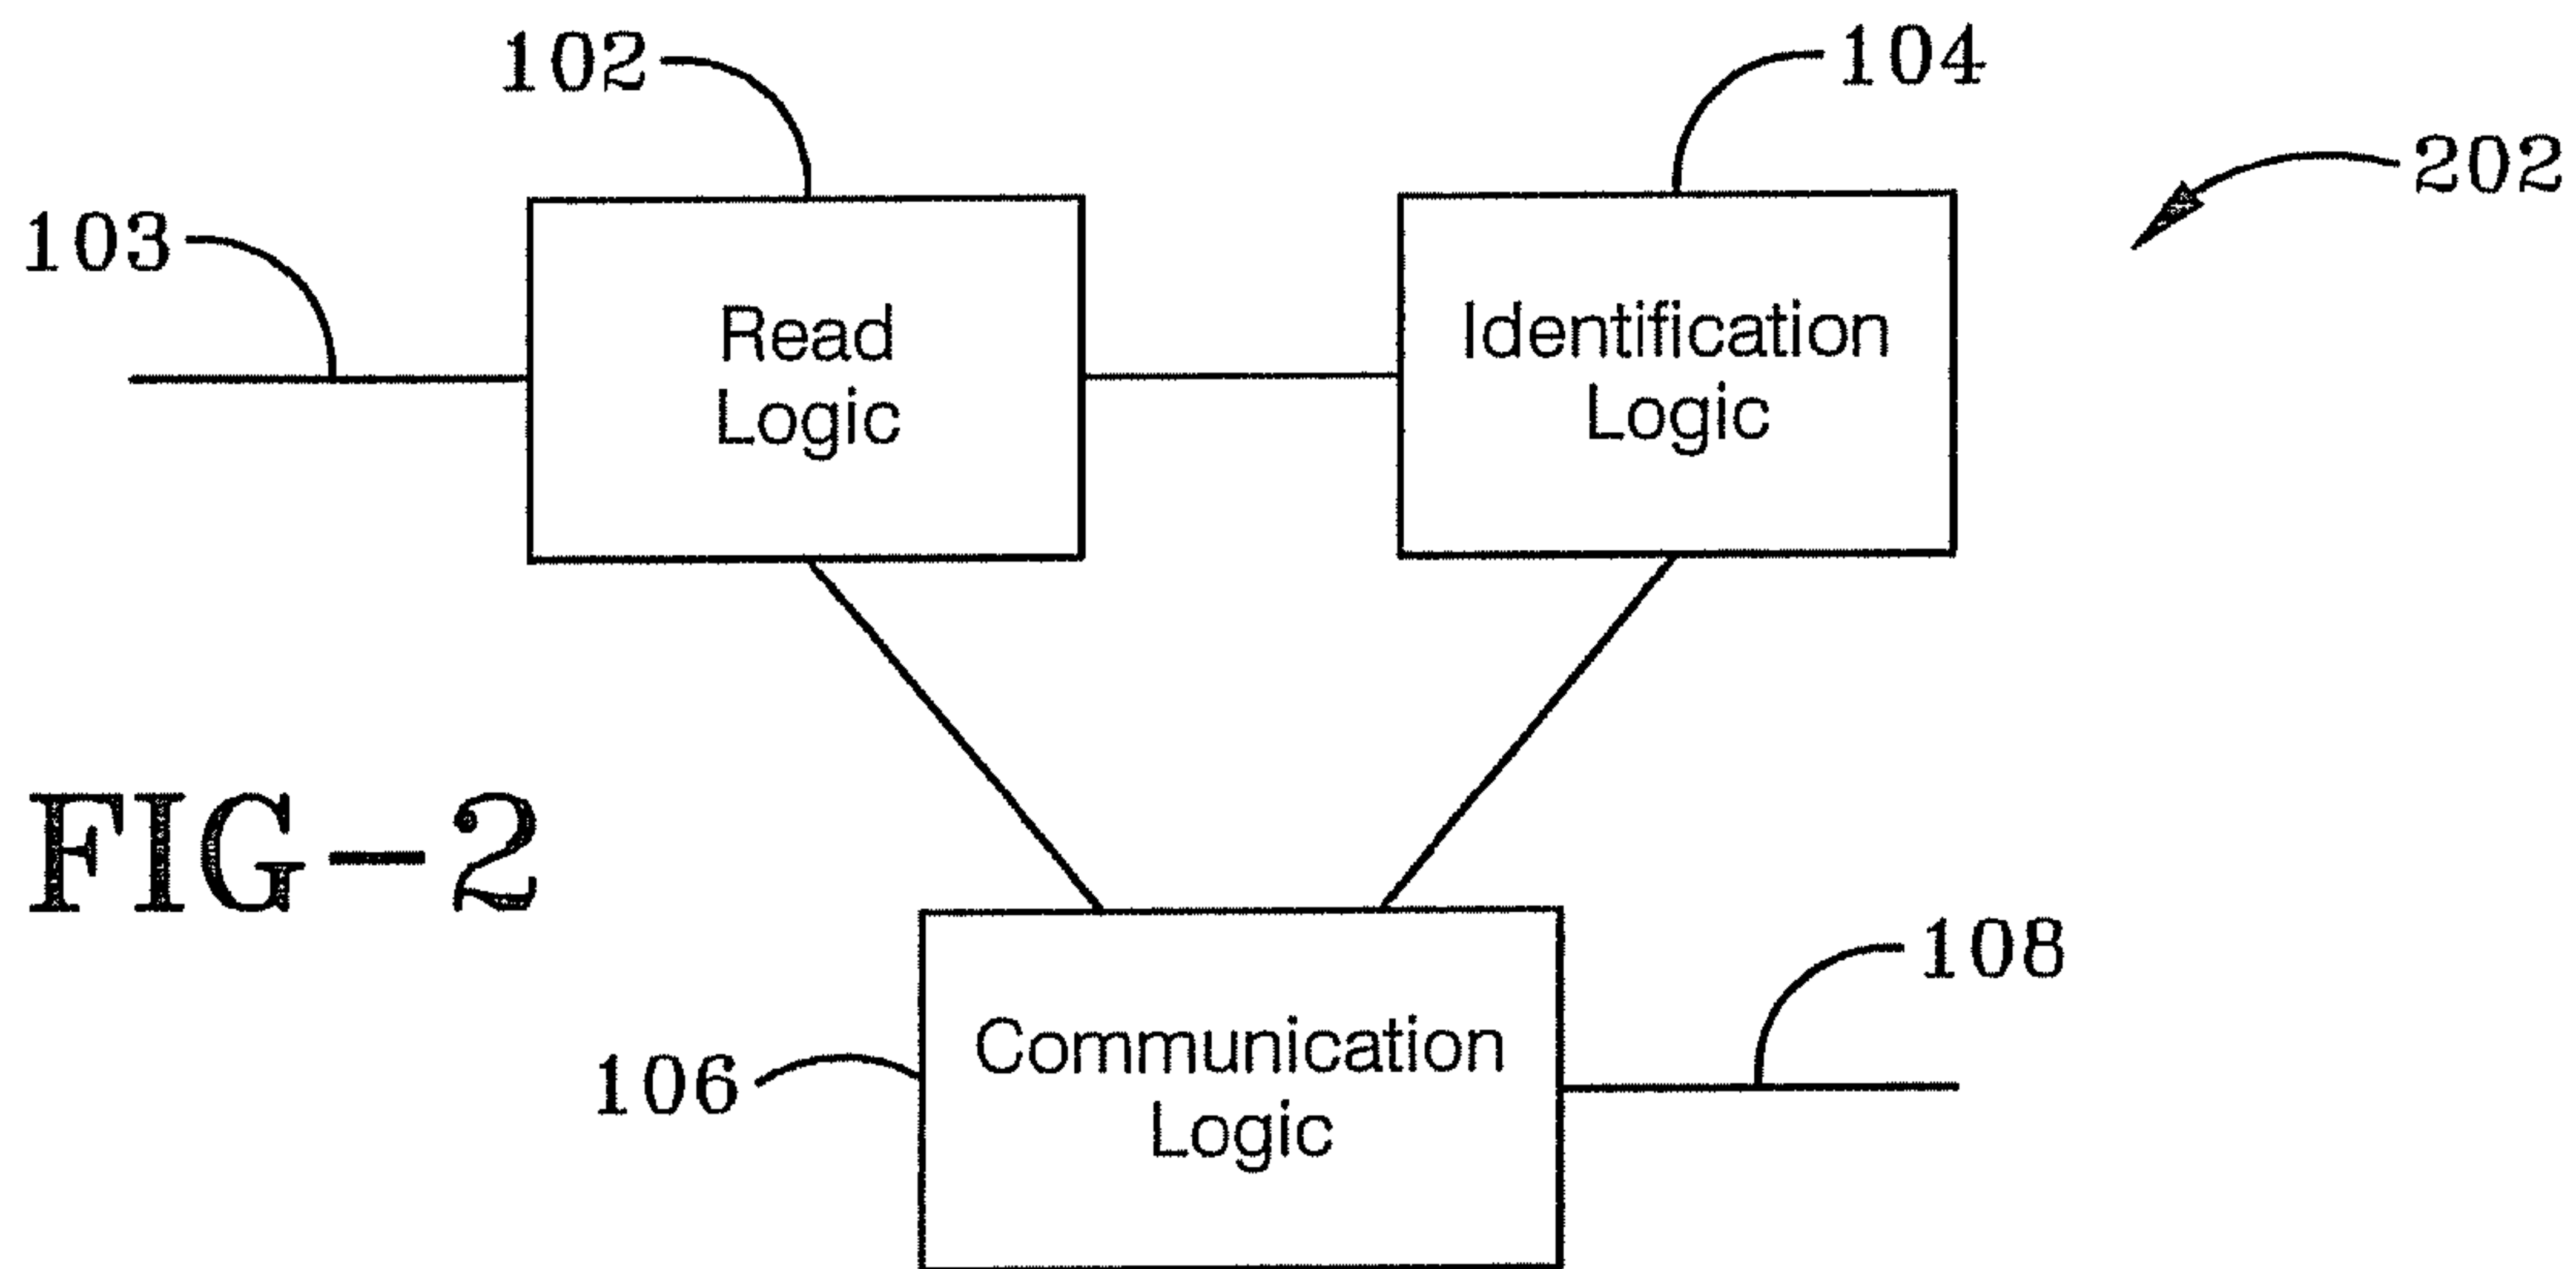 102
104
202
103
Read
Logic
Identification
Logic
FIG-2
108
106
Communication
Logic